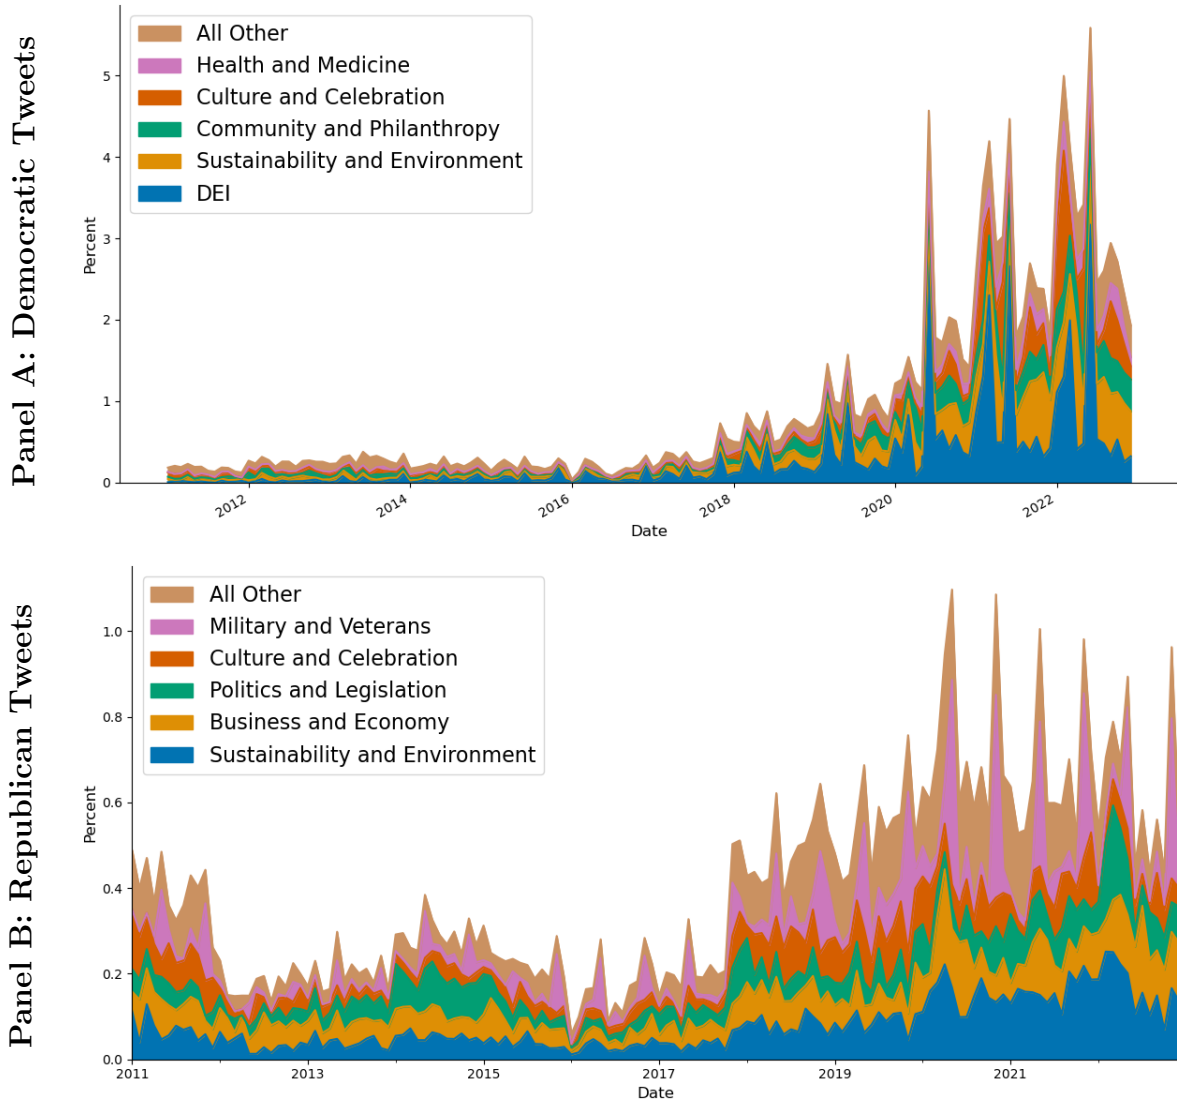 Panel A: Democratic Tweets
All Other
Health and Medicine
Culture and Celebration
Community and Philanthropy
Sustainability and Environment
DEI
Percent
5
4
3
2
1
0
2012
2014
2016
2018
2020
2022
Date
Panel B: Republican Tweets
All Other
Military and Veterans
Culture and Celebration
Politics and Legislation
Business and Economy
Sustainability and Environment
Percent
1.0
0.8
0.6
0.4
0.2
0.0
2011
2013
2015
2017
2019
2021
Date